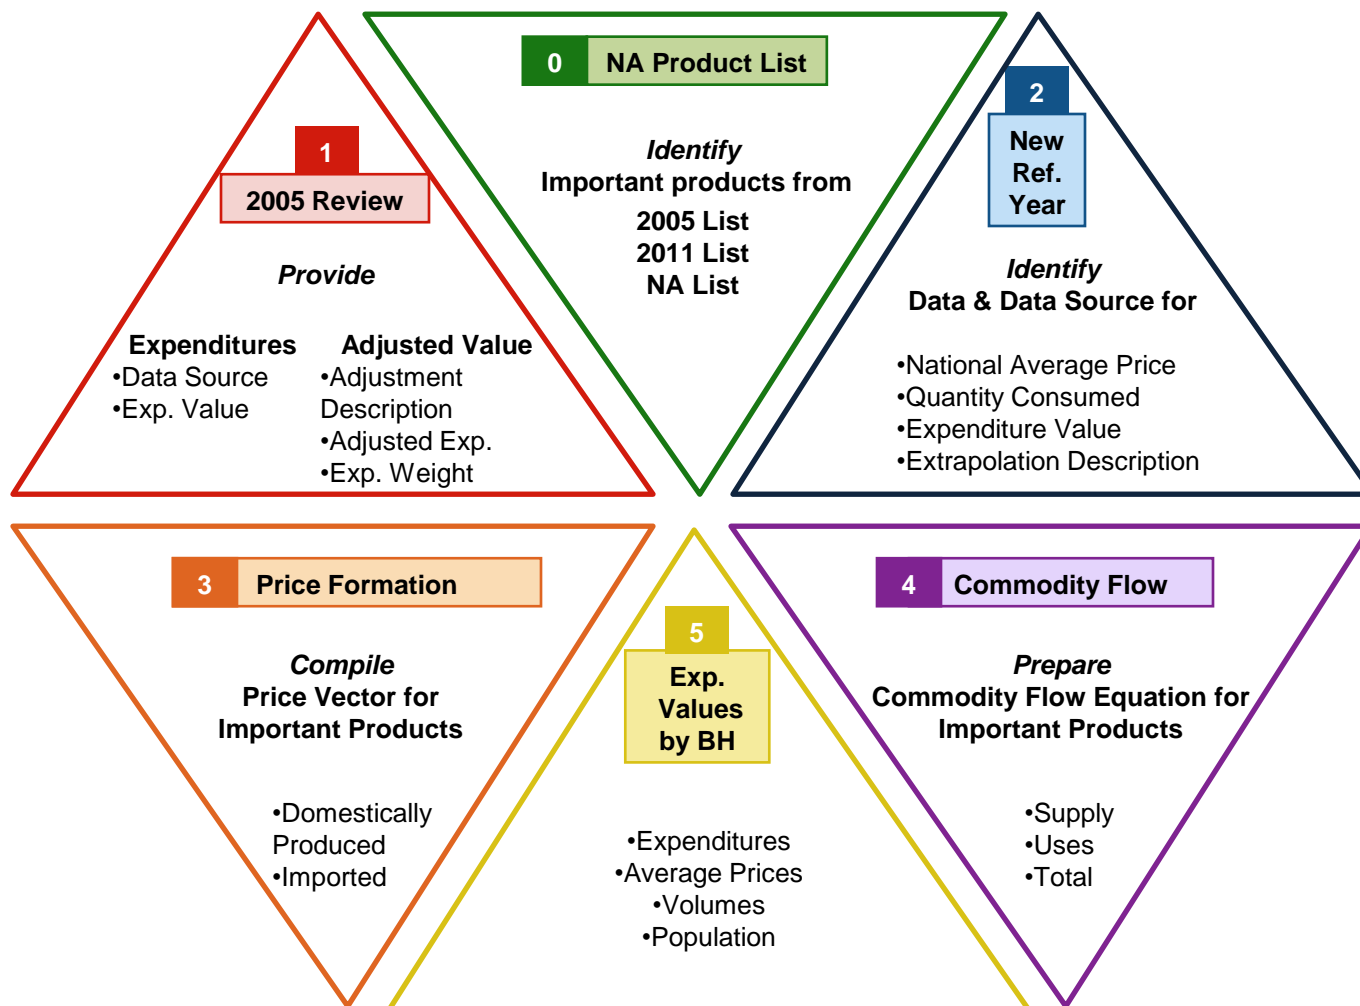 0 NA Product List
Identify
Important products from
2005 List
2011 List
NA List
1
2005 Review
Provide
Expenditures
•Data Source
•Exp. Value
Adjusted Value
•Adjustment
Description
•Adjusted Exp.
•Exp. Weight
2
New
Ref.
Year
Identify
Data & Data Source for
•National Average Price
•Quantity Consumed
•Expenditure Value
•Extrapolation Description
3 Price Formation
Compile
Price Vector for
Important Products
•Domestically
Produced
•Imported
5
Exp.
Values
by BH
•Expenditures
•Average Prices
•Volumes
•Population
4 Commodity Flow
Prepare
Commodity Flow Equation for
Important Products
•Supply
•Uses
•Total